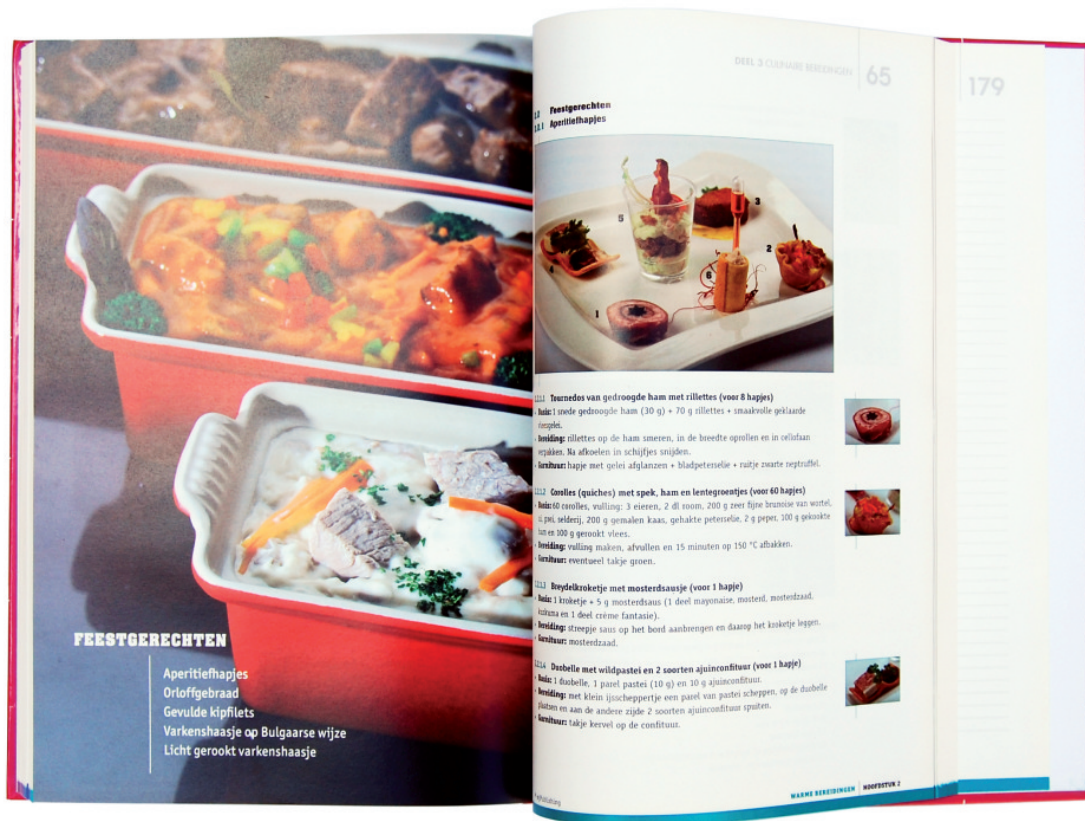 FEESTGERECHTEN
Aperitiefhapjes
Orloffgebraad
Gevulde kipfilets
Varkenshaasje op Bulgaarse wijze
Licht gerookt varkenshaasje
DEEL 3 CULINAIRE BEREIDINGEN 65
179
Feestgerechten
Aperitiefhapjes
1
2
3
4
5
6
Tournedos van gedroogde ham met rillettes (voor 8 hapjes)
Basis: 1 snede gedroogde ham (30 g) + 70 g rillettes + smaakvolle geklaarde
vleesgelei.
Bereiding: rillettes op de ham smeren, in de breedte oprollen en in cellofaan
verpakken. Na afkoelen in schijfjes snijden.
Garnituur: hapje met gelei afglanzen + bladpeterselie + ruitje zwarte neptruffel.
Corolles (quiches) met spek, ham en lentegroentjes (voor 60 hapjes)
Basis: 60 corolles, vulling: 3 eieren, 2 dl room, 200 g zeer fijne brunoise van wortel,
prei, selderij, 200 g gemalen kaas, gehakte peterselie, 2 g peper, 100 g gekookte
ham en 100 g gerookt vlees.
Bereiding: vulling maken, afvullen en 15 minuten op 150 °C afbakken.
Garnituur: eventueel takje groen.
Breydelkroketje met mosterdsausje (voor 1 hapje)
Basis: 1 kroketje + 5 g mosterdsaus (1 deel mayonaise, mosterd, mosterdzaad,
en 1 deel crème fantasie).
Bereiding: streepje saus op het bord aanbrengen en daarop het kroketje leggen.
Garnituur: mosterdzaad.
Duobelle met wildpastei en 2 soorten ajuinconfituur (voor 1 hapje)
Basis: 1 duobelle, 1 parel pastei (10 g) en 10 g ajuinconfituur.
Bereiding: met klein ijsscheppertje een parel van pastei scheppen, op de duobelle
plaatsen en aan de andere zijde 2 soorten ajuinconfituur spuiten.
Garnituur: takje kervel op de confituur.
WARME BEREIDINGEN HOOFDSTUK 2